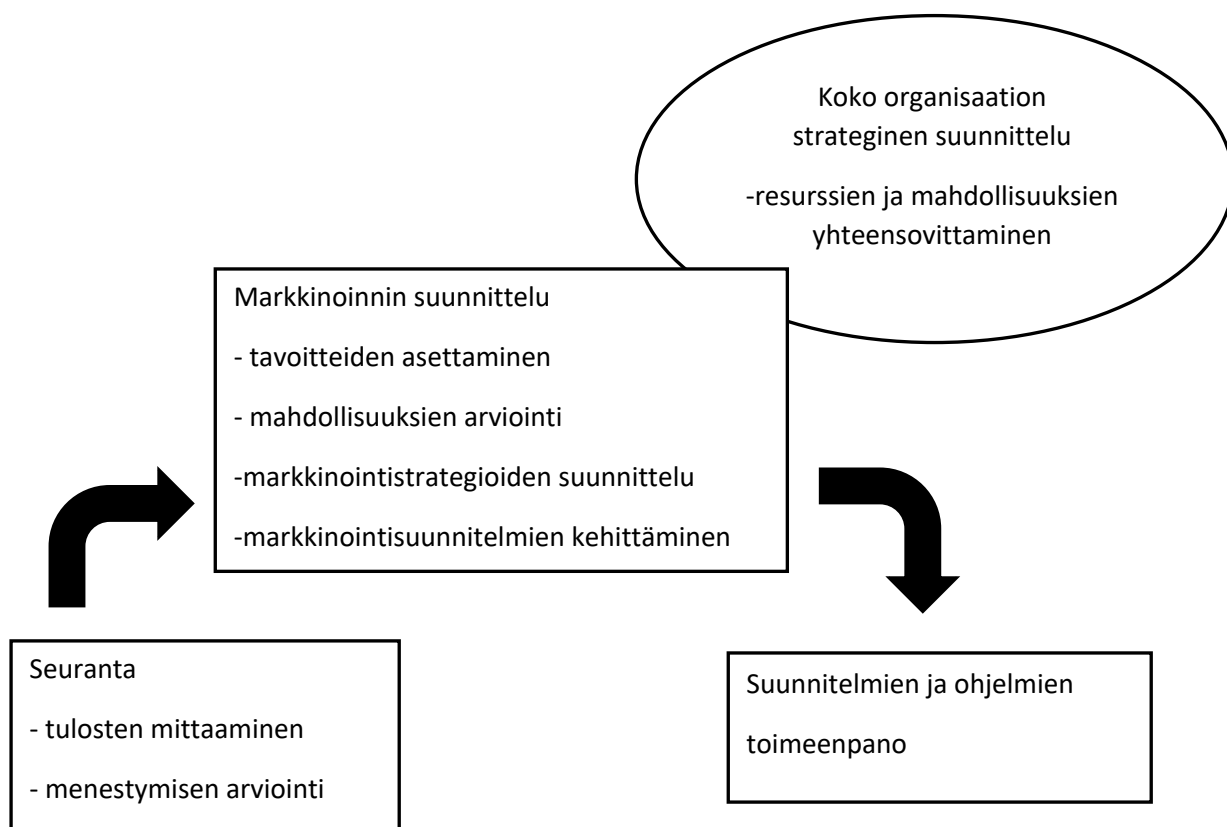 Koko organisaation
strateginen suunnittelu
-resurssien ja mahdollisuuksien
yhteensovittaminen
Markkinoinnin suunnittelu
- tavoitteiden asettaminen
- mahdollisuuksien arviointi
-markkinointistrategioiden suunnittelu
-markkinointisuunnitelmien kehittäminen
Seuranta
- tulosten mittaaminen
- menestymisen arviointi
Suunnitelmien ja ohjelmien
toimeenpano